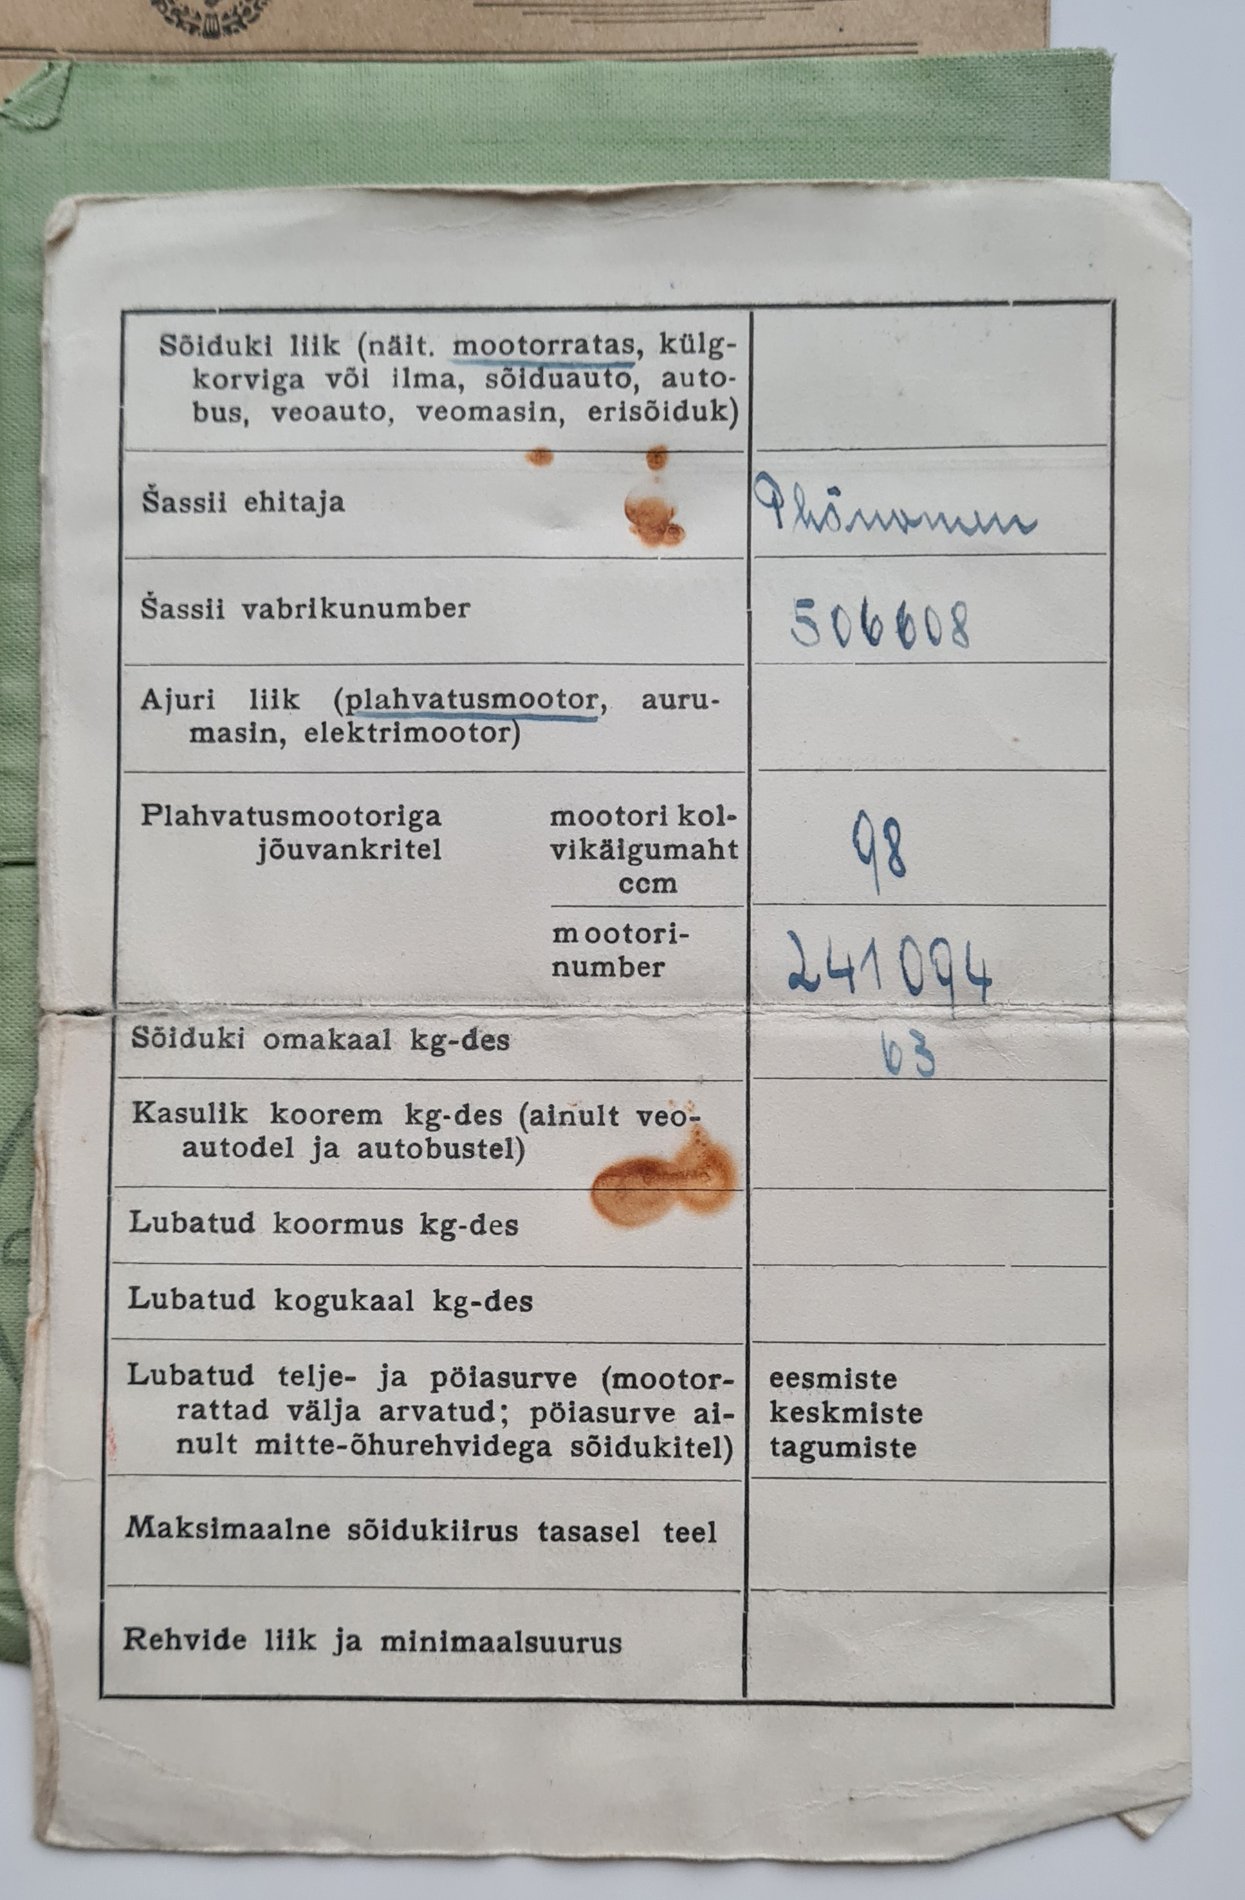 Sõiduki liik (näit. mootorratas, külg-
korviga või ilma, sõiduauto, auto-
bus, veoauto, veomasin, erisõiduk)
Šassii ehitaja
Phönomen
Šassii vabrikunumber
506608
Ajuri liik (plahvatusmootor, auru-
masin, elektrimootor)
Plahvatusmootoriga
jõuvankritel
mootori kol-
vikäigumaht
ccm
98
mootori-
number
241094
Sõiduki omakaal kg-des
63
Kasulik koorem kg-des (ainult veo-
autodel ja autobustel)
Lubatud koormus kg-des
Lubatud kogukaal kg-des
Lubatud telje- ja pöiasurve (mootor-
rattad välja arvatud; pöiasurve ai-
nult mitte-õhurehvidega sõidukitel)
eesmiste
keskmiste
tagumiste
Maksimaalne sõidukiirus tasasel teel
Rehvide liik ja minimaalsuurus